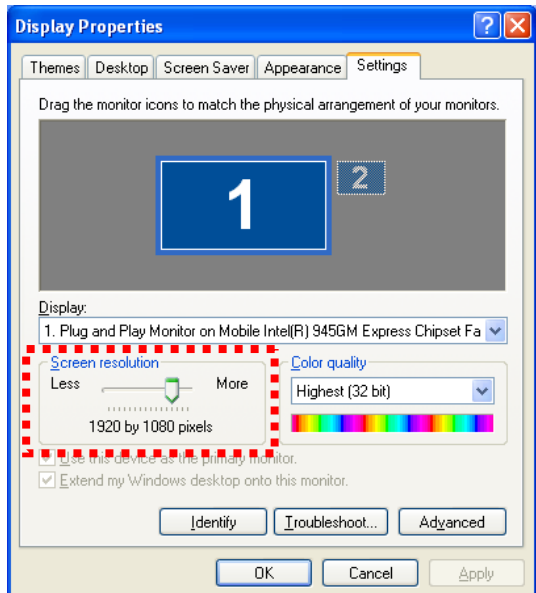 Display Properties
Themes Desktop Screen Saver Appearance Settings
Drag the monitor icons to match the physical arrangement of your monitors.
1 2
Display:
1. Plug and Play Monitor on Mobile Intel(R) 945GM Express Chipset Fa
Screen resolution
Less More
1920 by 1080 pixels
Color quality
Highest (32 bit)
Use this device as the primary monitor.
Extend my Windows desktop onto this monitor.
Identify Troubleshoot... Advanced
OK Cancel Apply